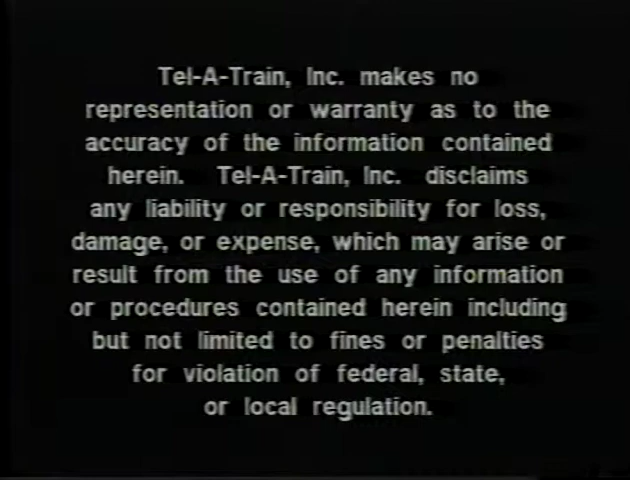 Tel-A-Train, Inc. makes no
representation or warranty as to the
accuracy of the information contained
herein. Tel-A-Train, Inc. disclaims
any liability or responsibility for loss,
damage, or expense, which may arise or
result from the use of any information
or procedures contained herein including
but not limited to fines or penalties
for violation of federal, state,
or local regulation.